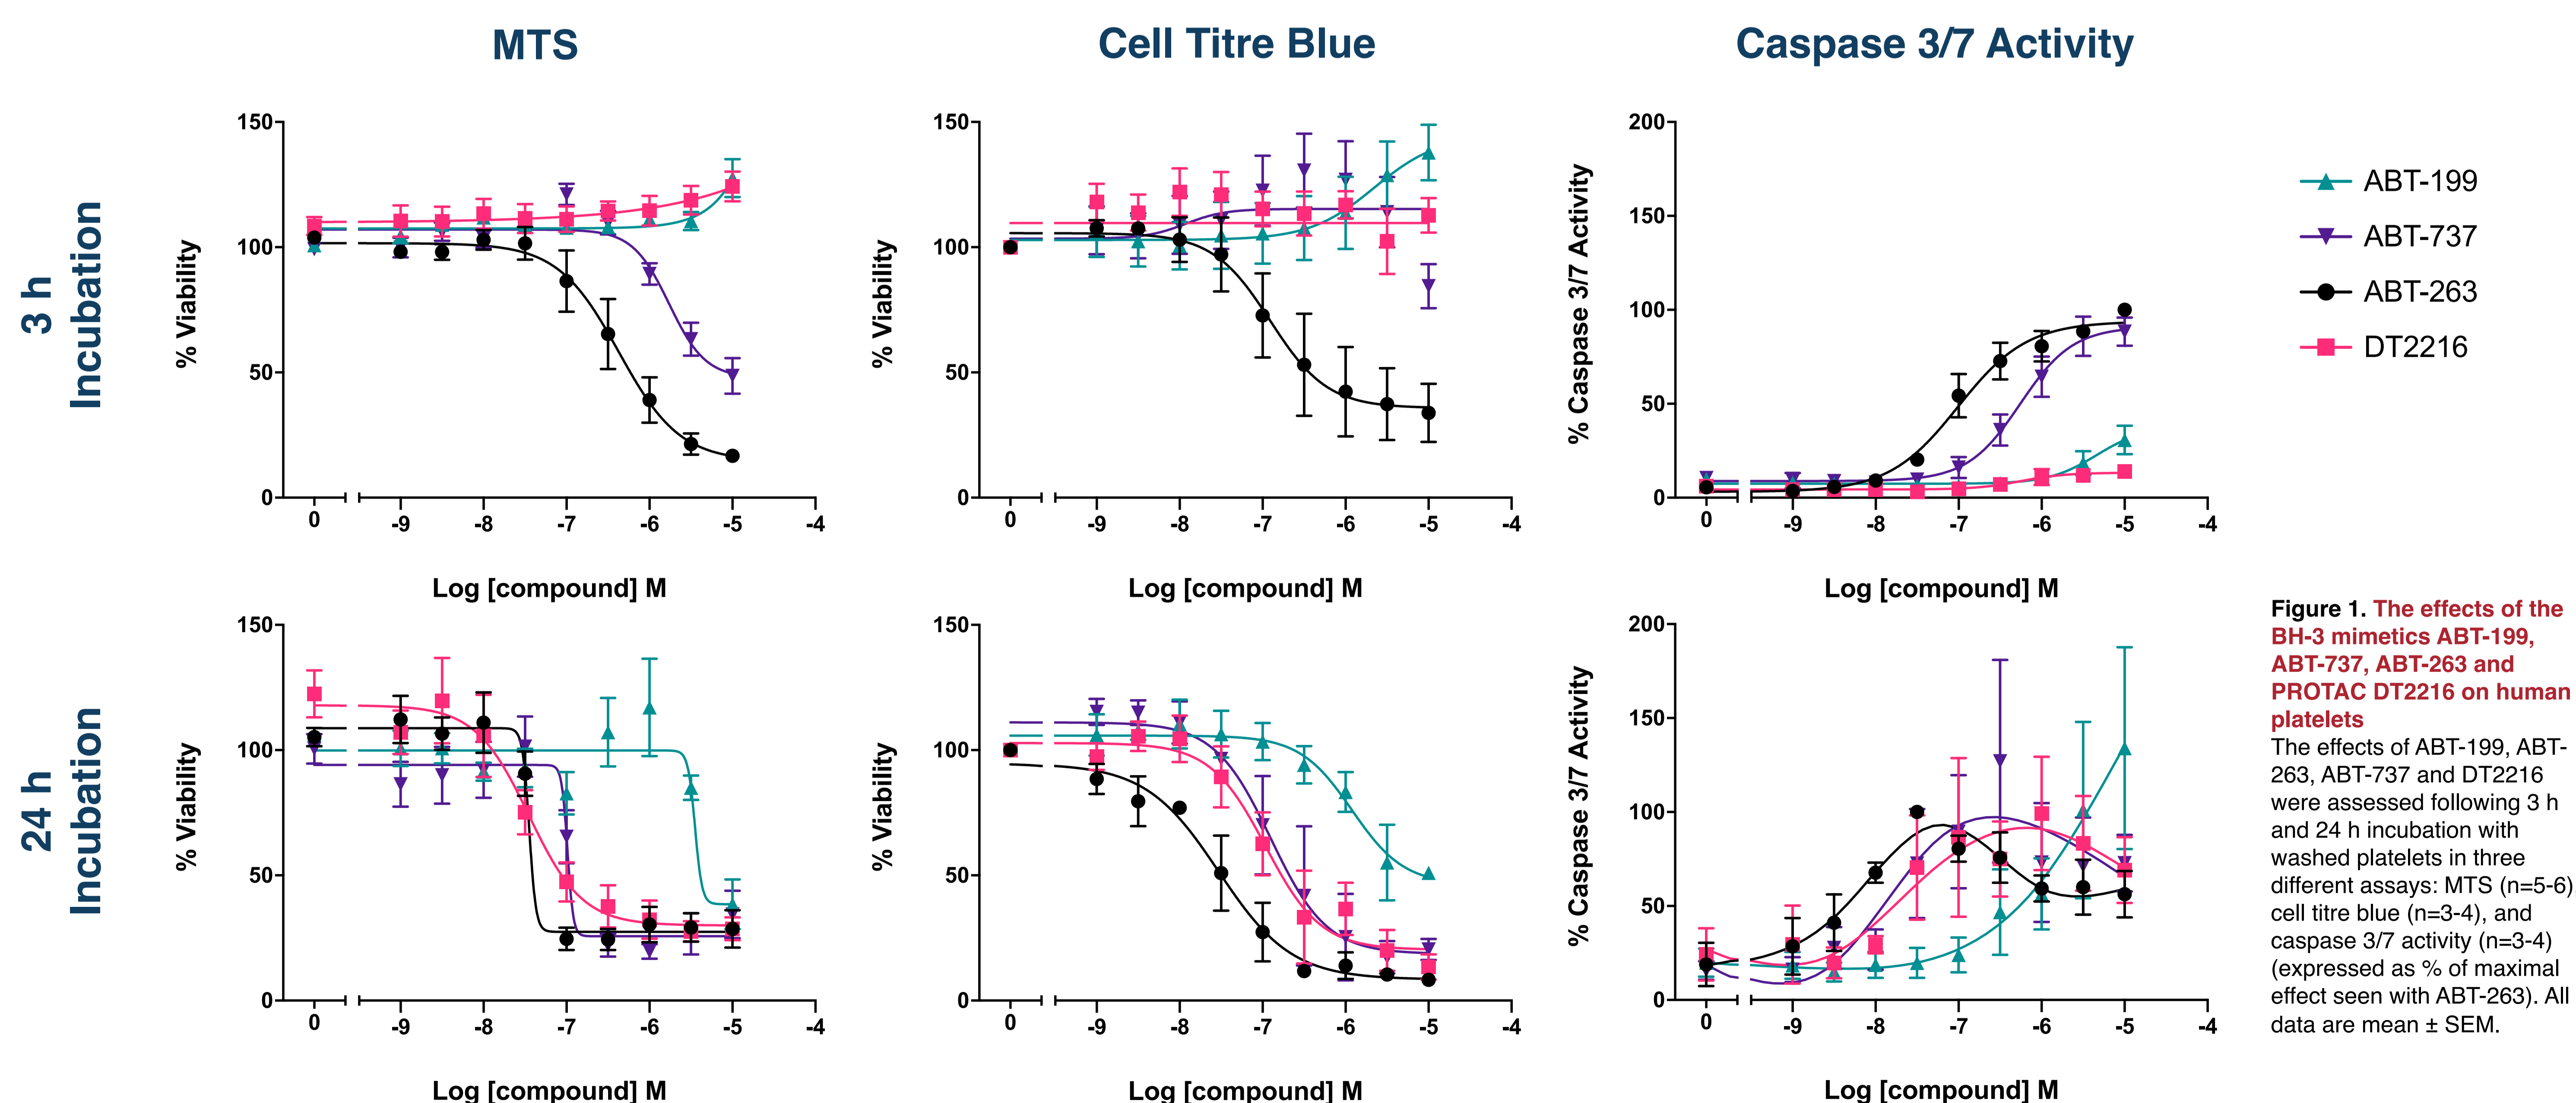 MTS
Cell Titre Blue
Caspase 3/7 Activity
3 h
Incubation
150
100
50
0
% Viability
0
-9
-8
-7
-6
-5
-4
Log [compound] M
150
100
50
0
% Viability
0
-9
-8
-7
-6
-5
-4
Log [compound] M
200
150
100
50
0
% Caspase 3/7 Activity
0
-9
-8
-7
-6
-5
-4
Log [compound] M
ABT-199
ABT-737
ABT-263
DT2216
24 h
Incubation
150
100
50
0
% Viability
0
-9
-8
-7
-6
-5
-4
Log [compound] M
150
100
50
0
% Viability
0
-9
-8
-7
-6
-5
-4
Log [compound] M
200
150
100
50
0
% Caspase 3/7 Activity
0
-9
-8
-7
-6
-5
-4
Log [compound] M
Figure 1. The effects of the
BH-3 mimetics ABT-199,
ABT-737, ABT-263 and
PROTAC DT2216 on human
platelets
The effects of ABT-199, ABT-
263, ABT-737 and DT2216
were assessed following 3 h
and 24 h incubation with
washed platelets in three
different assays: MTS (n=5-6)
cell titre blue (n=3-4), and
caspase 3/7 activity (n=3-4)
(expressed as % of maximal
effect seen with ABT-263). All
data are mean ± SEM.